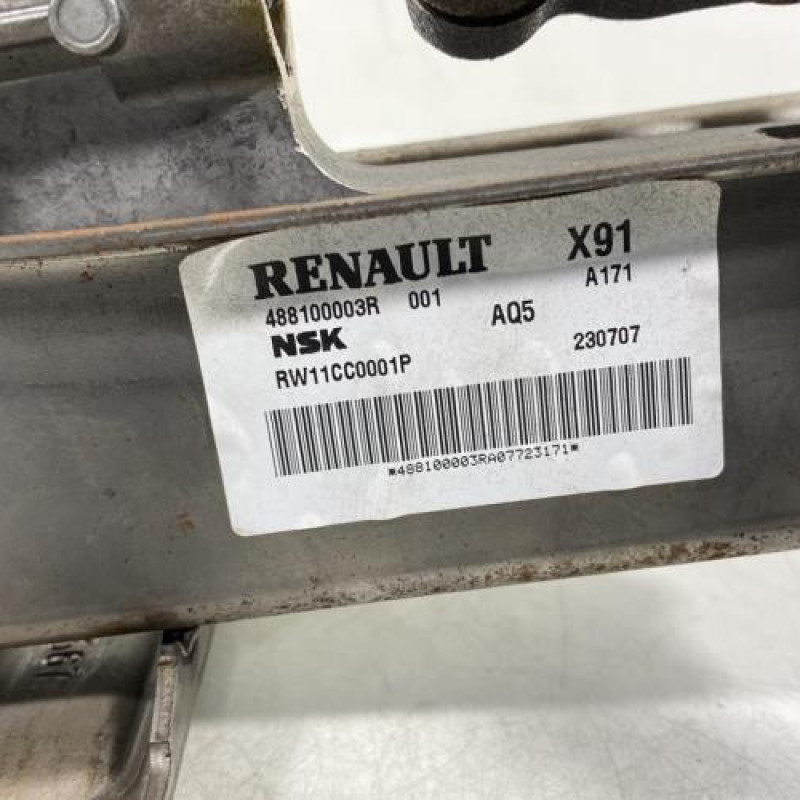 RENAULT X91
488100003R 001 A171
NSK AQ5
RW11CC0001P 230707
*488100003RA07723171*